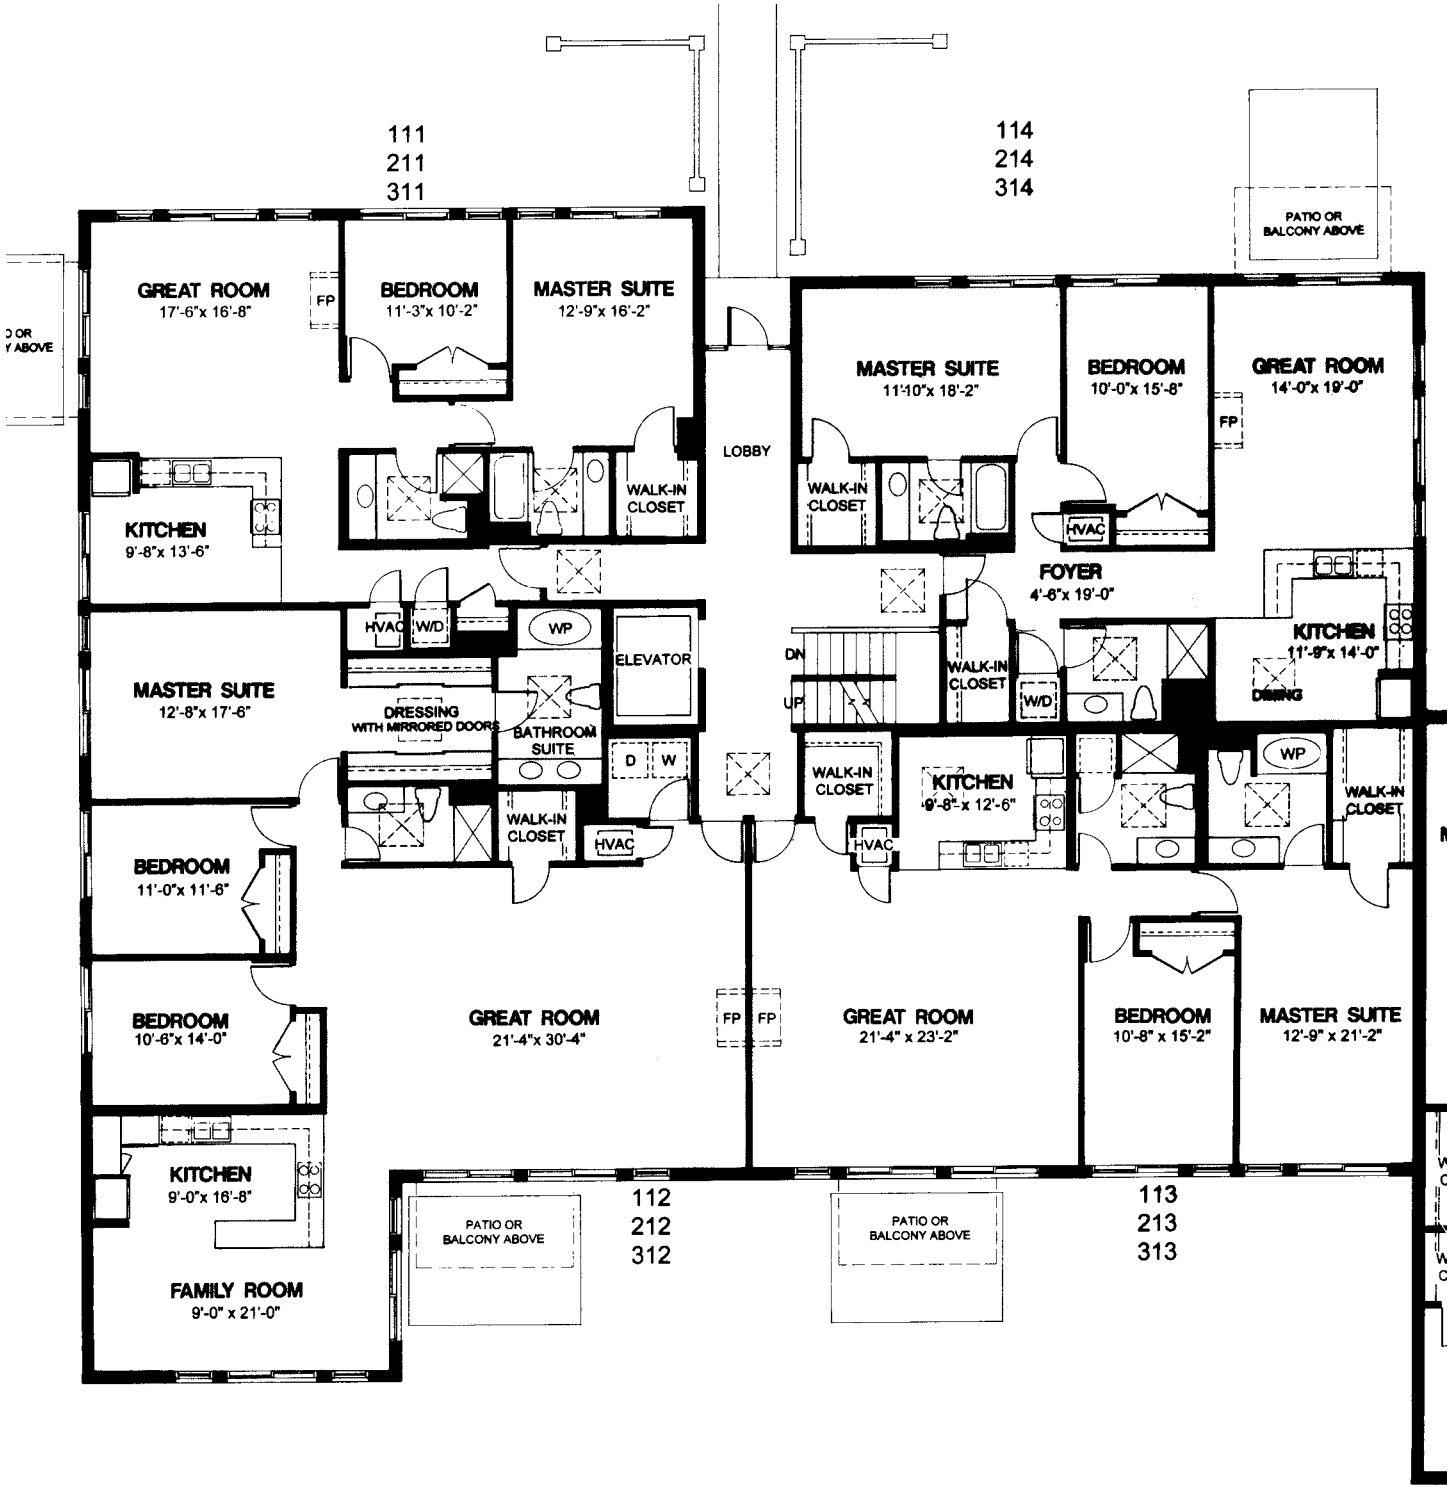 111
211
311
114
214
314
PATIO OR
BALCONY ABOVE
GREAT ROOM
17'-6"x 16'-8"
FP
BEDROOM
11'-3"x 10'-2"
MASTER SUITE
12'-9"x 16'-2"
O OR
Y ABOVE
MASTER SUITE
11'-10"x 18'-2"
BEDROOM
10'-0"x 15'-8"
GREAT ROOM
14'-0"x 19'-0"
FP
LOBBY
WALK-IN
CLOSET
WALK-IN
CLOSET
KITCHEN
9'-8"x 13'-6"
HVAC
FOYER
4'-6"x 19'-0"
HVAC
W/D
WP
ELEVATOR
DN
UP
WALK-IN
CLOSET
W/D
KITCHEN
11'-9"x 14'-0"
DINING
MASTER SUITE
12'-8"x 17'-6"
DRESSING
WITH MIRRORED DOORS
BATHROOM
SUITE
D
W
WALK-IN
CLOSET
KITCHEN
9'-8" x 12'-6"
WP
WALK-IN
CLOSET
WALK-IN
CLOSET
HVAC
HVAC
BEDROOM
11'-0"x 11'-6"
BEDROOM
10'-6"x 14'-0"
GREAT ROOM
21'-4"x 30'-4"
FP
FP
GREAT ROOM
21'-4" x 23'-2"
BEDROOM
10'-8" x 15'-2"
MASTER SUITE
12'-9" x 21'-2"
KITCHEN
9'-0"x 16'-8"
FAMILY ROOM
9'-0" x 21'-0"
PATIO OR
BALCONY ABOVE
112
212
312
PATIO OR
BALCONY ABOVE
113
213
313